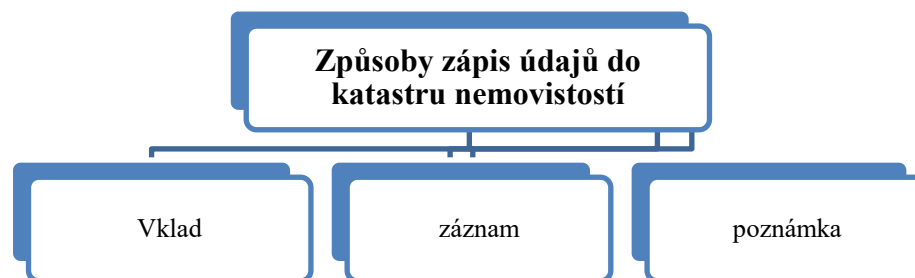 Způsoby zápis údajů do
katastru nemovistostí
Vklad
záznam
poznámka